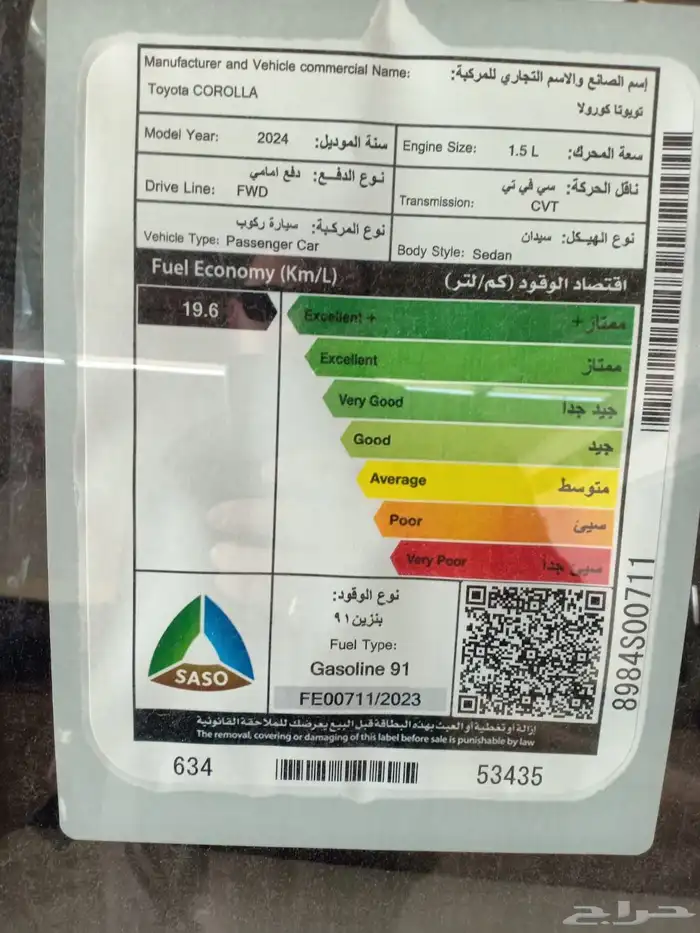 Manufacturer and Vehicle commercial Name: إسم الصانع والاسم التجاري للمركبة:
Toyota COROLLA تويوتا كورولا
Model Year: 2024 سنة الموديل:
Engine Size: 1.5 L سعة المحرك:
نوع الدفـع: دفع امامي
Drive Line: FWD
ناقل الحركة: سي في تي
Transmission: CVT
نوع المركبة: سيارة ركوب
Vehicle Type: Passenger Car
نوع الهيكل: سيدان
Body Style: Sedan
Fuel Economy (Km/L) اقتصاد الوقود (كم/لتر)
19.6
Excellent + ممتاز +
Excellent ممتاز
Very Good جيد جدا
Good جيد
Average متوسط
Poor سيئ
Very Poor سيئ جدا
SASO
نوع الوقود:
بنزين ٩١
Fuel Type:
Gasoline 91
FE00711/2023
8984S00711
إزالة أو تغطية أو العبث بهذه البطاقة قبل البيع يعرضك للملاحقة القانونية
The removal, covering or damaging of this label before sale is punishable by law
634 53435
حراج